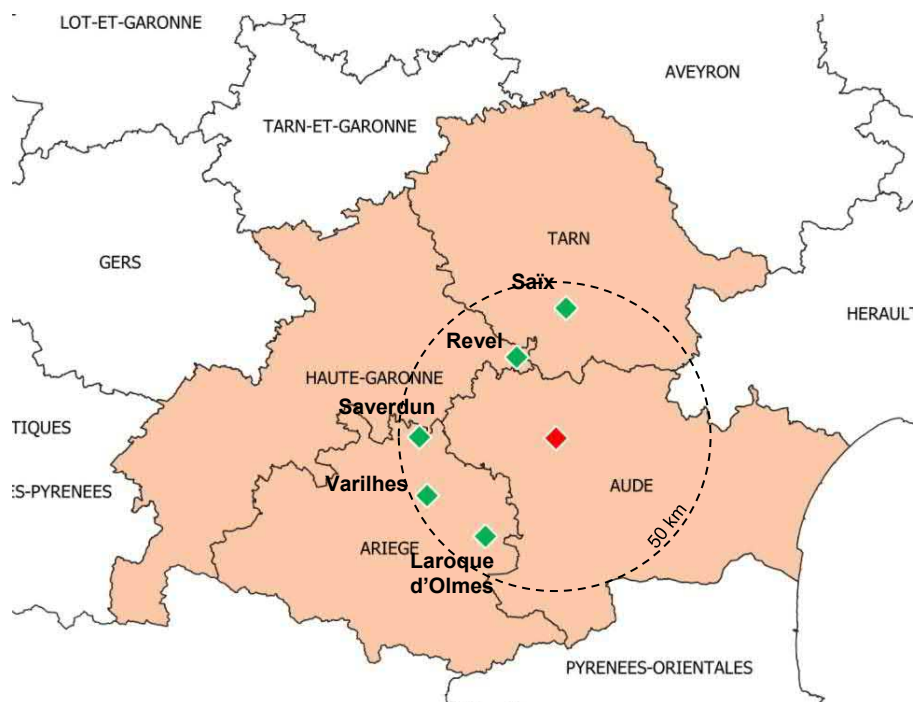 LOT-ET-GARONNE
AVEYRON
TARN-ET-GARONNE
TARN
GERS
Saïx
HERAULT
Revel
HAUTE-GARONNE
Saverdun
TIQUES
AUDE
Varilhes
ES-PYRENEES
50 km
ARIEGE
Laroque
d'Olmes
PYRENEES-ORIENTALES